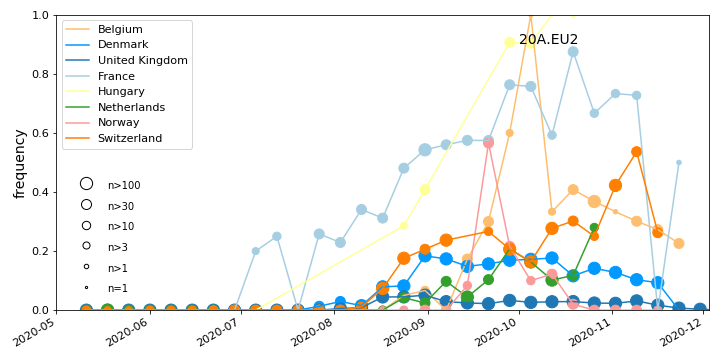 1.0
0.8
0.6
0.4
0.2
0.0
frequency
Belgium
Denmark
United Kingdom
France
Hungary
Netherlands
Norway
Switzerland
n>100
n>30
n>10
n>3
n>1
n=1
20A.EU2
2020-05
2020-06
2020-07
2020-08
2020-09
2020-10
2020-11
2020-12